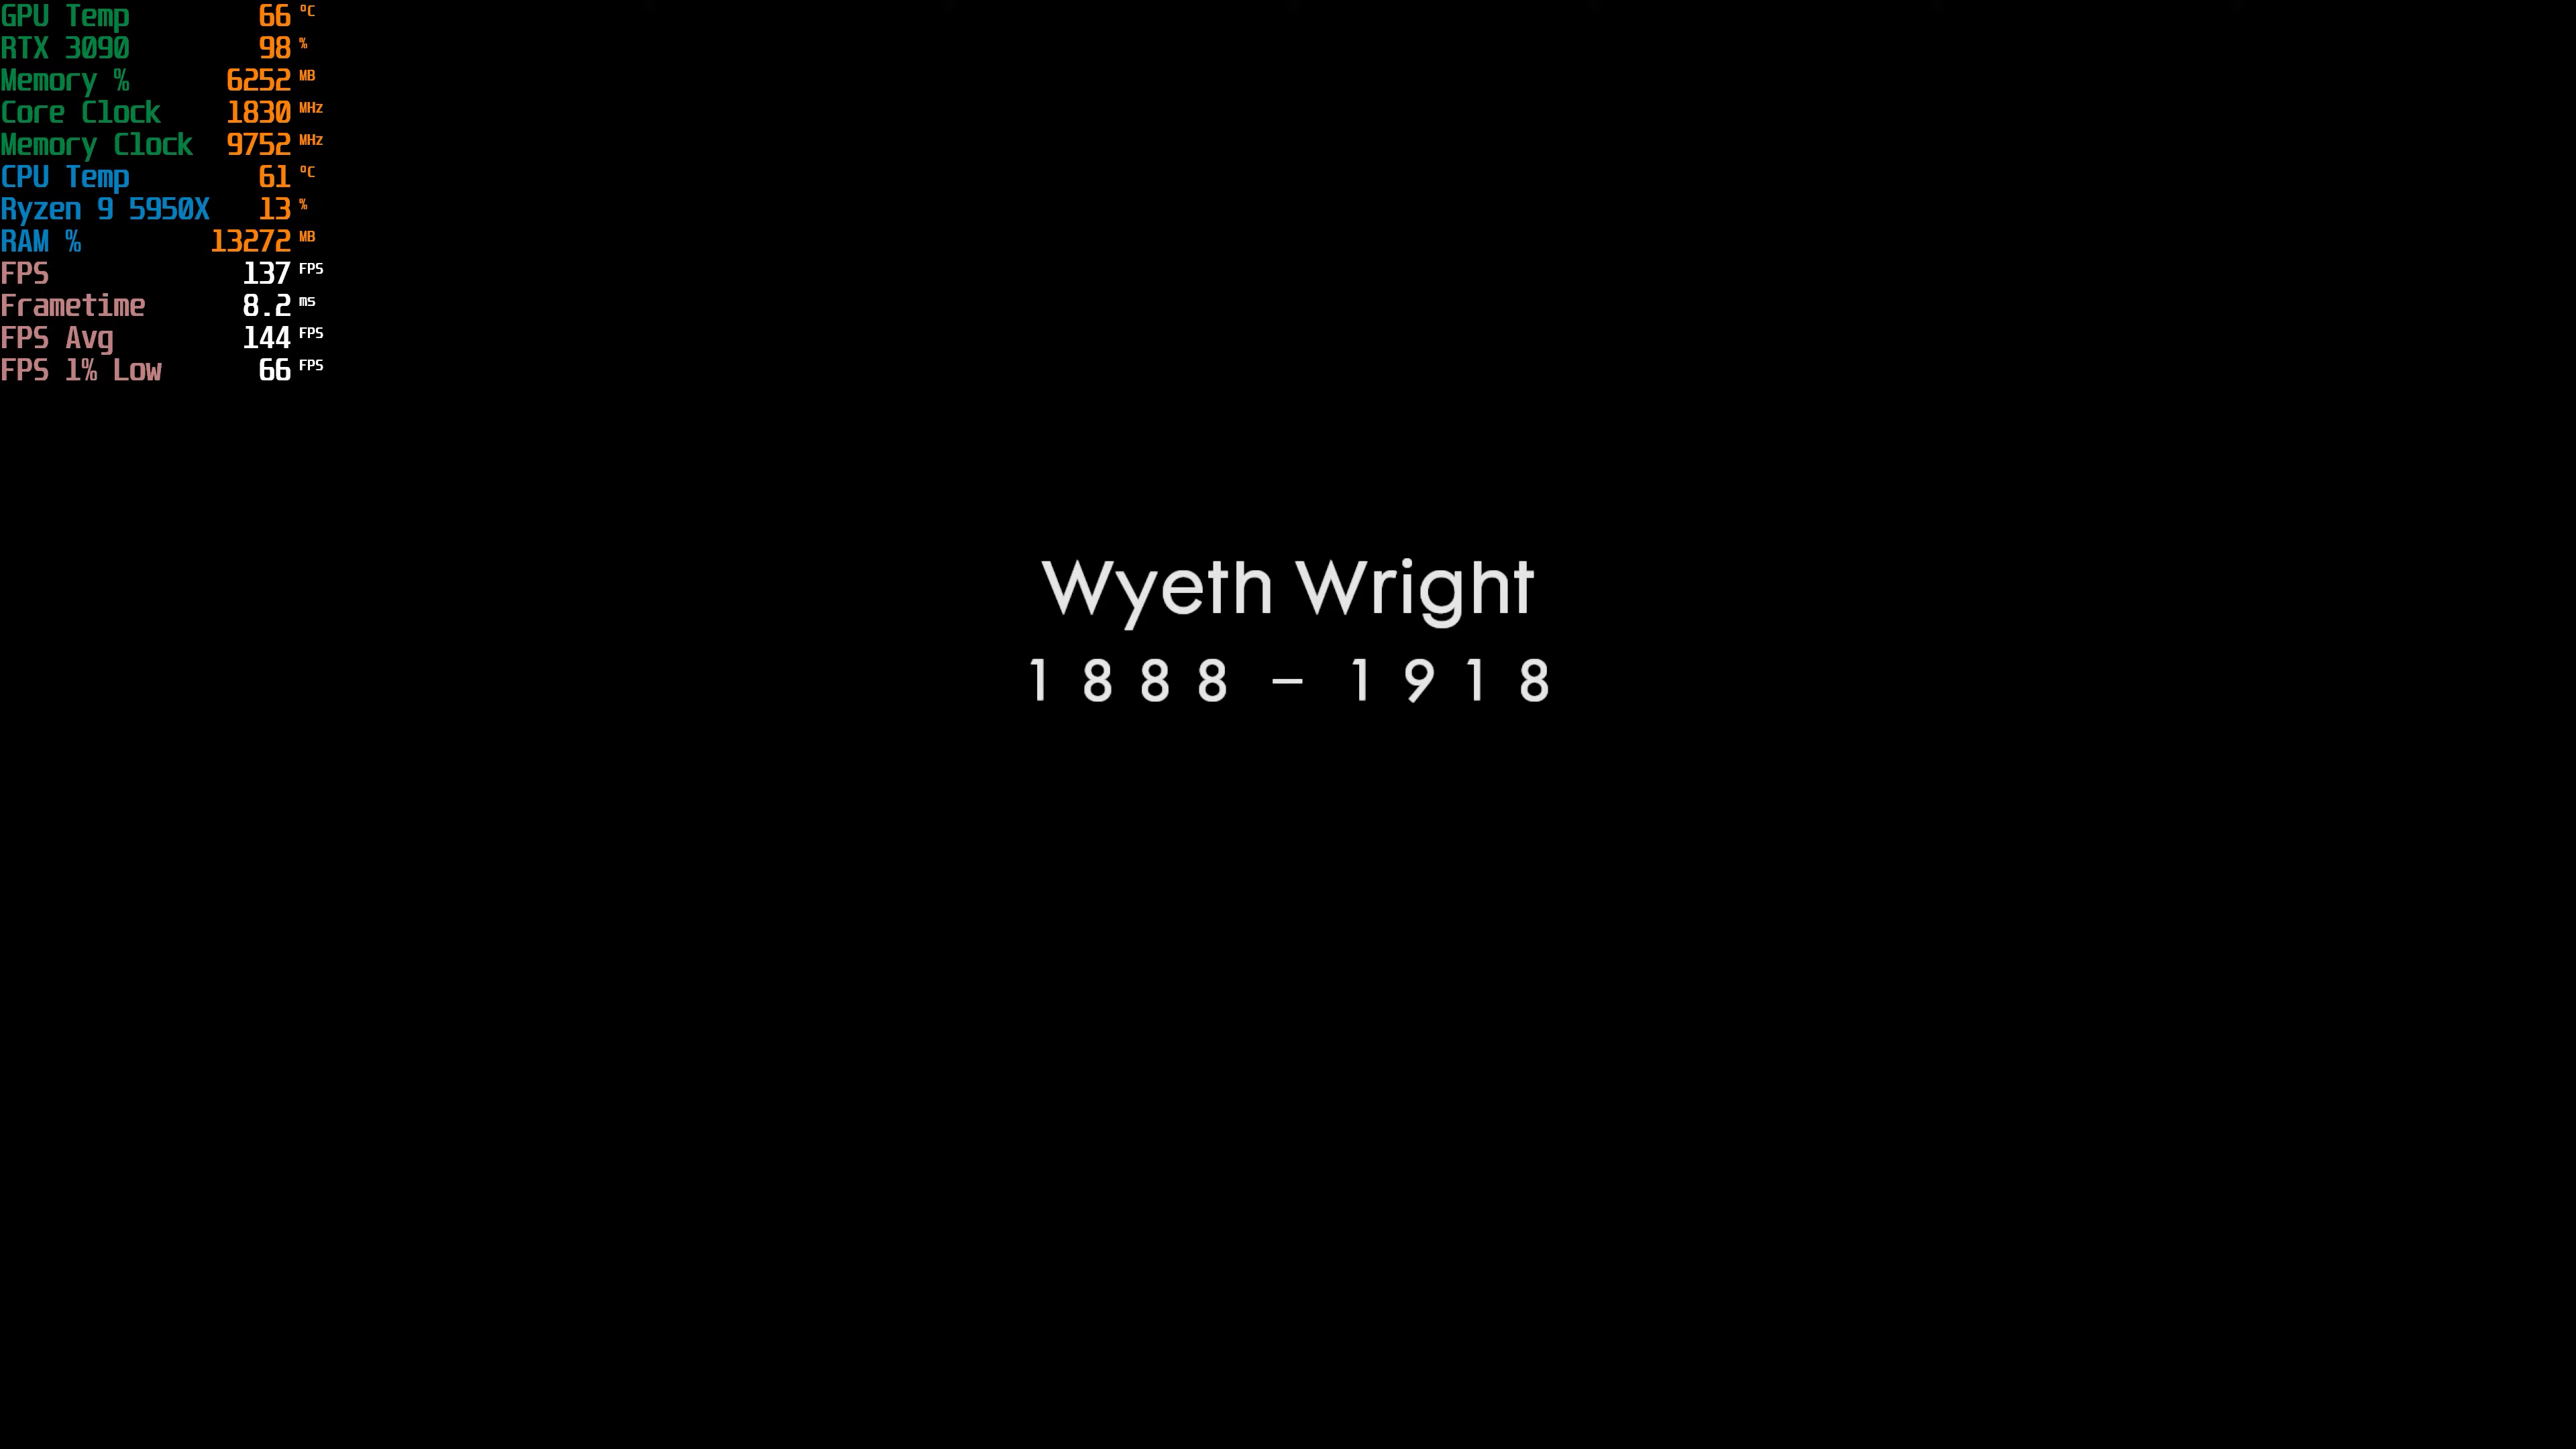 GPU Temp 66 °C
RTX 3090 98 %
Memory % 6252 MB
Core Clock 1830 MHz
Memory Clock 9752 MHz
CPU Temp 61 °C
Ryzen 9 5950X 13 %
RAM % 13272 MB
FPS 137 FPS
Frametime 8.2 ms
FPS Avg 144 FPS
FPS 1% Low 66 FPS
Wyeth Wright
1888 – 1918